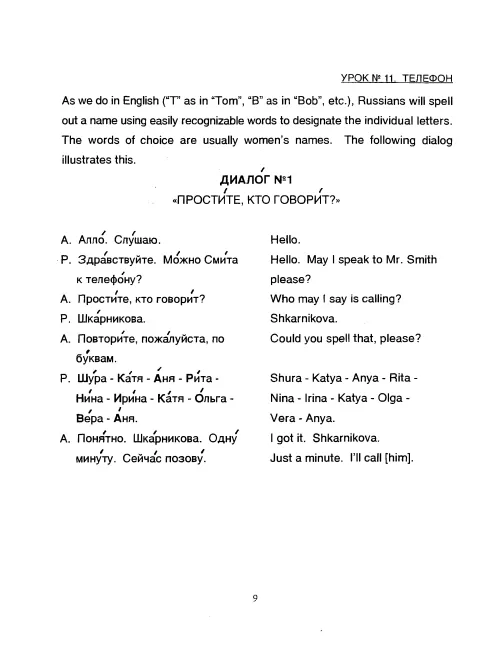 УРОК № 11. ТЕЛЕФОН
As we do in English ("T" as in "Tom", "B" as in "Bob", etc.), Russians will spell
out a name using easily recognizable words to designate the individual letters.
The words of choice are usually women's names. The following dialog
illustrates this.
ДИАЛО́Г №1
«ПРОСТИ́ТЕ, КТО ГОВОРИ́Т?»
А. Алло́. Слу́шаю. Hello.
Р. Здра́вствуйте. Мо́жно Сми́та Hello. May I speak to Mr. Smith
к телефо́ну? please?
А. Прости́те, кто говори́т? Who may I say is calling?
Р. Шка́рникова. Shkarnikova.
А. Повтори́те, пожа́луйста, по Could you spell that, please?
бу́квам.
Р. Шу́ра - Ка́тя - А́ня - Ри́та - Shura - Katya - Anya - Rita -
Ни́на - Ири́на - Ка́тя - О́льга - Nina - Irina - Katya - Olga -
Ве́ра - А́ня. Vera - Anya.
А. Поня́тно. Шка́рникова. Одну́ I got it. Shkarnikova.
мину́ту. Сейча́с позову́. Just a minute. I'll call [him].
9